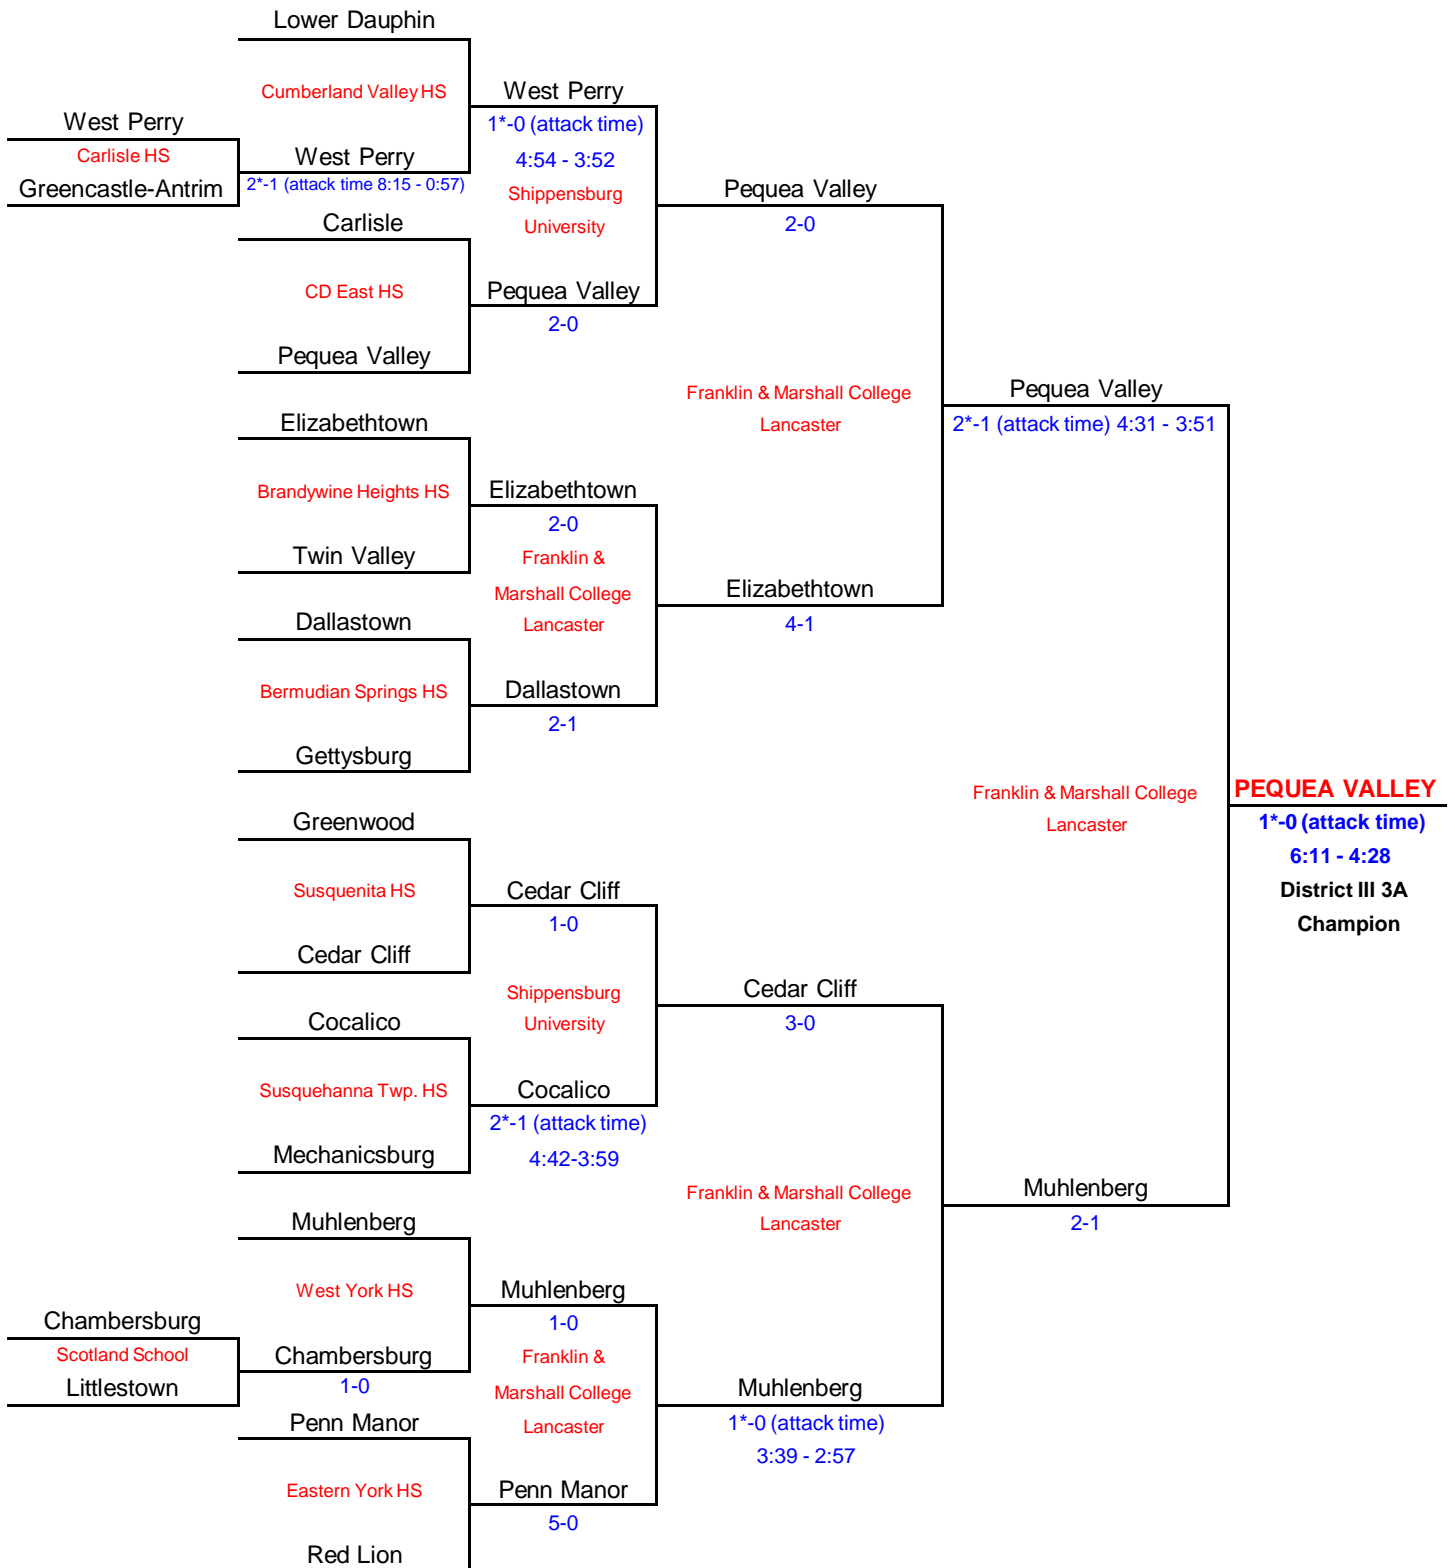 Lower Dauphin
Cumberland Valley HS
West Perry
1*-0 (attack time)
4:54 - 3:52
West Perry
Carlisle HS
Greencastle-Antrim
West Perry
2*-1 (attack time 8:15 - 0:57)
Shippensburg
University
Pequea Valley
2-0
Carlisle
CD East HS
Pequea Valley
2-0
Pequea Valley
Franklin & Marshall College
Lancaster
Pequea Valley
2*-1 (attack time) 4:31 - 3:51
Elizabethtown
Brandywine Heights HS
Elizabethtown
2-0
Twin Valley
Franklin &
Marshall College
Lancaster
Elizabethtown
4-1
Dallastown
Bermudian Springs HS
Dallastown
2-1
Gettysburg
Franklin & Marshall College
Lancaster
PEQUEA VALLEY
1*-0 (attack time)
6:11 - 4:28
District III 3A
Champion
Greenwood
Susquenita HS
Cedar Cliff
1-0
Cedar Cliff
Shippensburg
University
Cedar Cliff
3-0
Cocalico
Susquehanna Twp. HS
Cocalico
2*-1 (attack time)
4:42-3:59
Mechanicsburg
Franklin & Marshall College
Lancaster
Muhlenberg
2-1
Muhlenberg
West York HS
Muhlenberg
1-0
Chambersburg
Scotland School
Littlestown
Chambersburg
1-0
Franklin &
Marshall College
Lancaster
Muhlenberg
1*-0 (attack time)
3:39 - 2:57
Penn Manor
Eastern York HS
Penn Manor
5-0
Red Lion